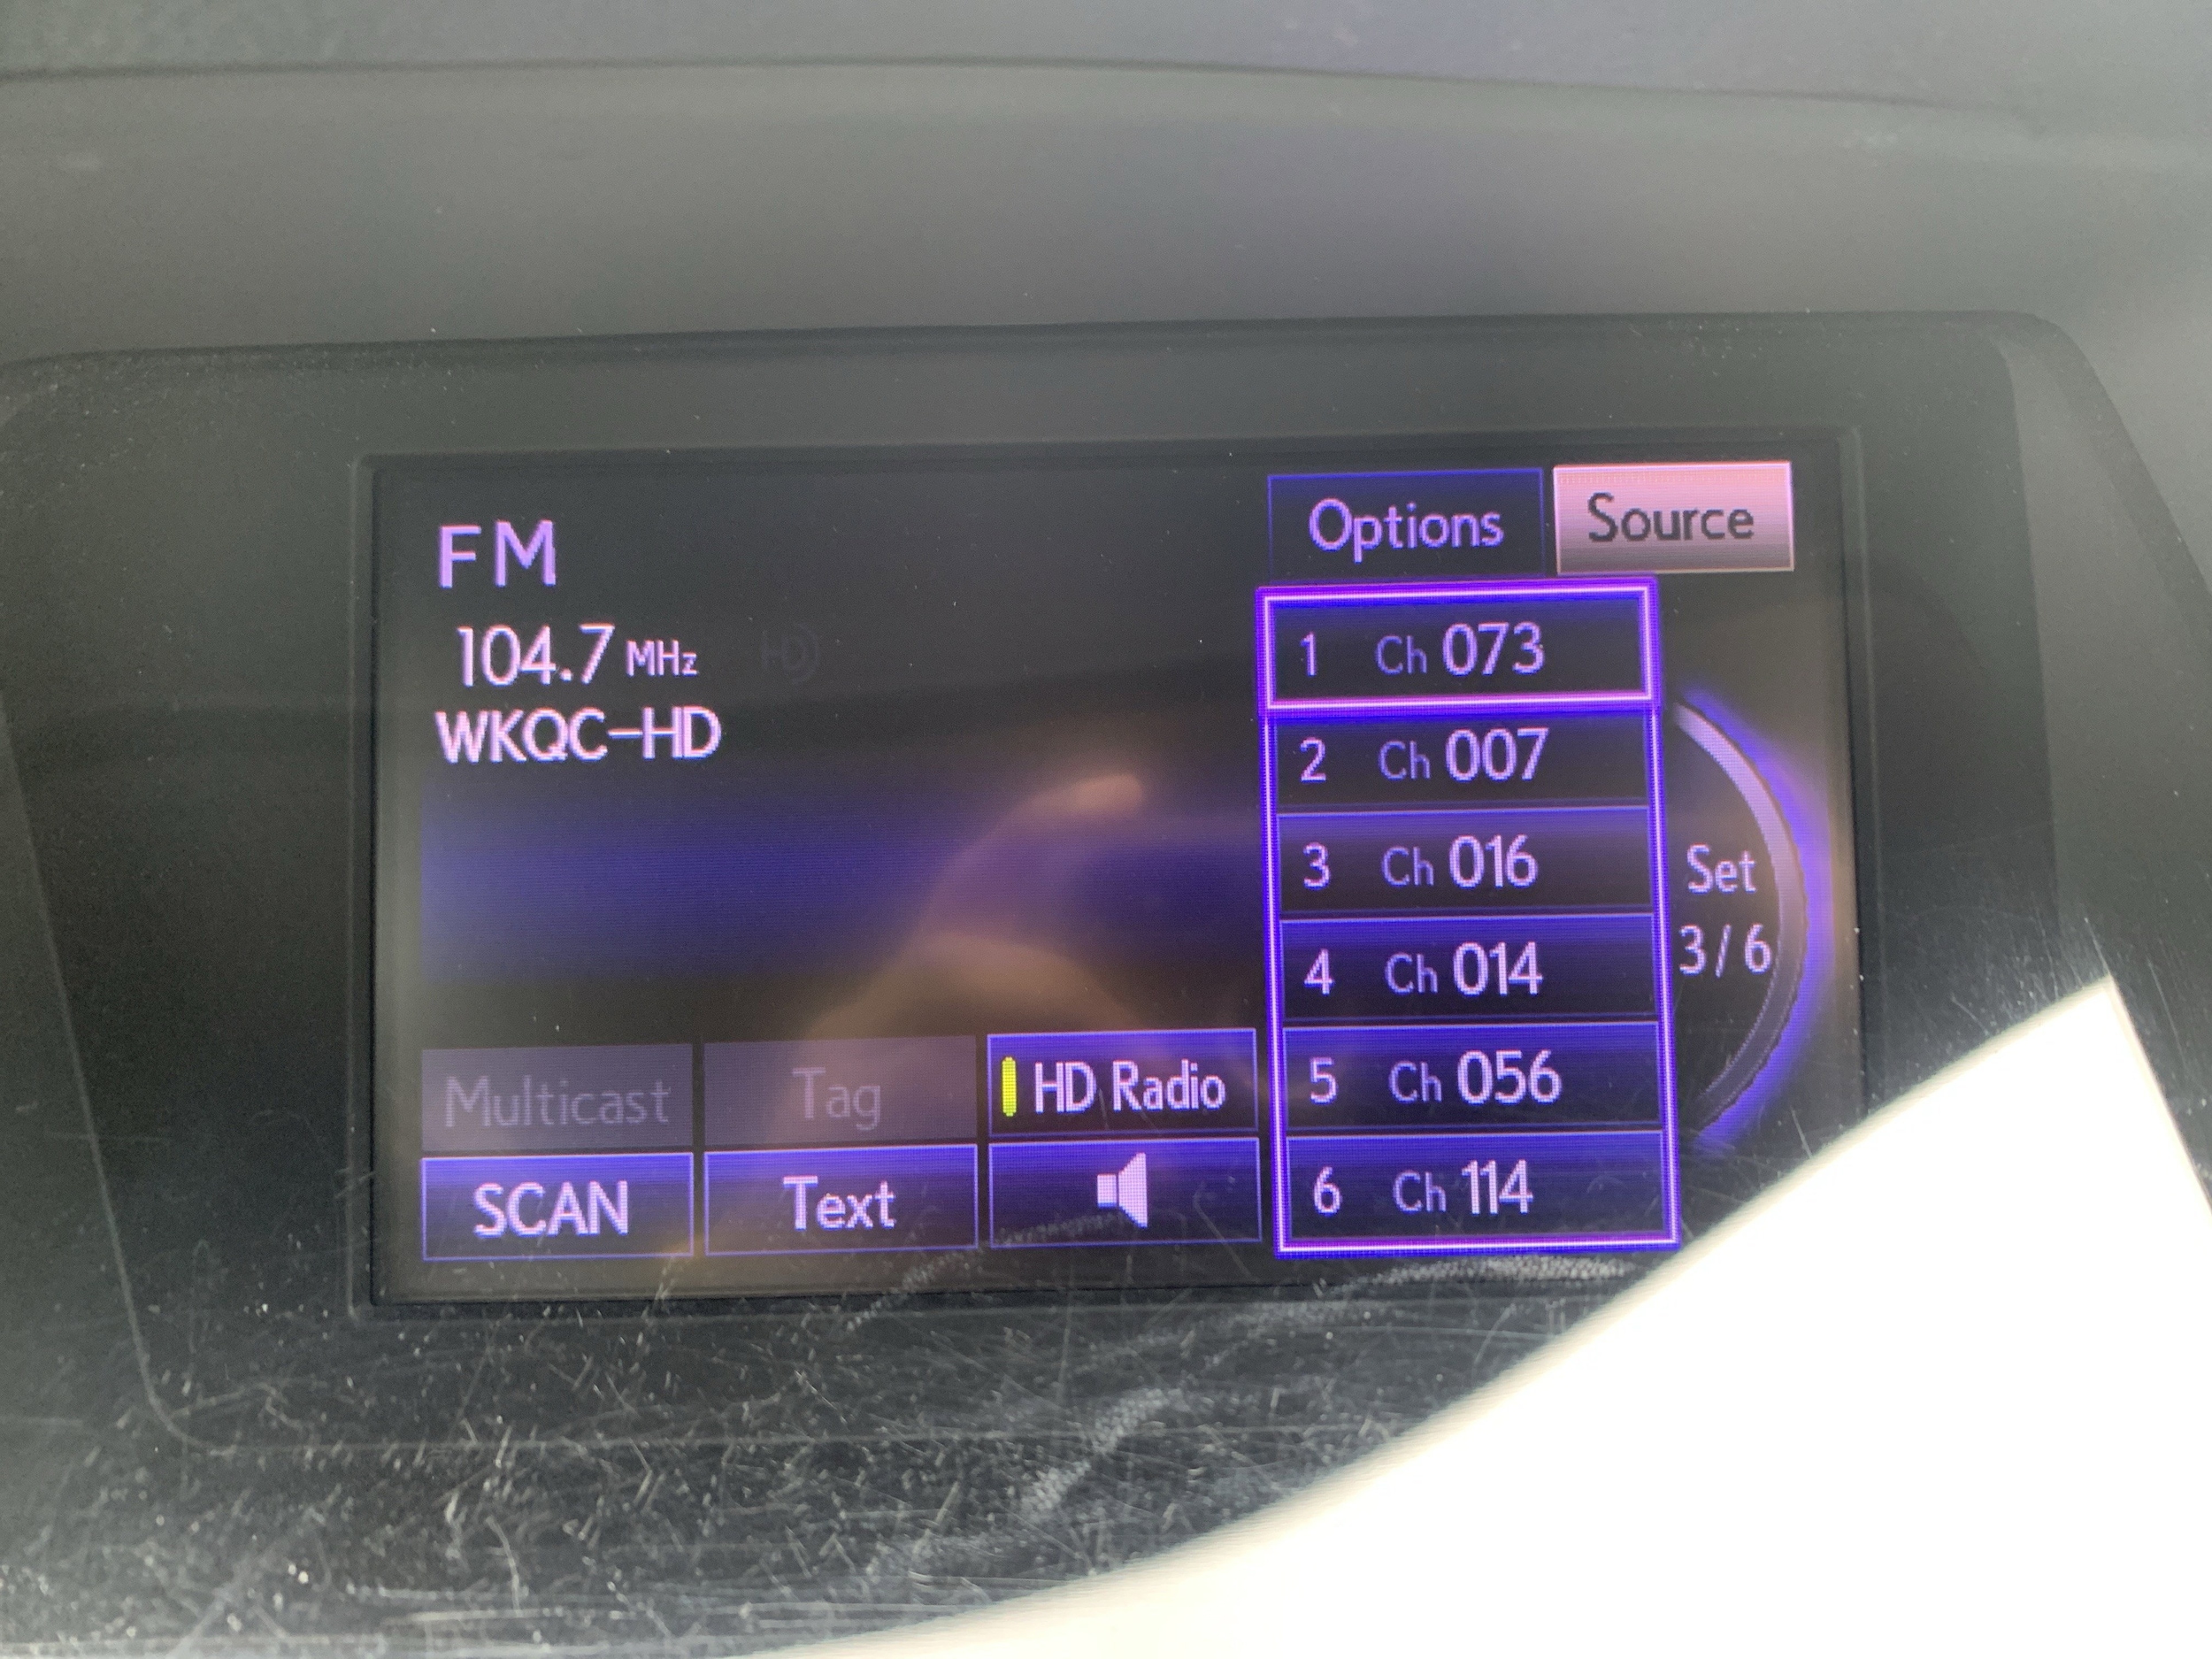 FM
Options
Source
104.7 MHz HD
WKQC-HD
1 Ch 073
2 Ch 007
3 Ch 016
4 Ch 014
5 Ch 056
6 Ch 114
Set
3/6
Multicast
Tag
HD Radio
SCAN
Text